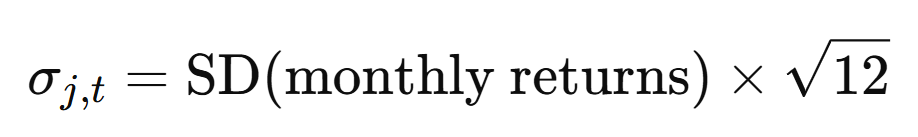 σ_{j,t} = SD(monthly returns) × √12